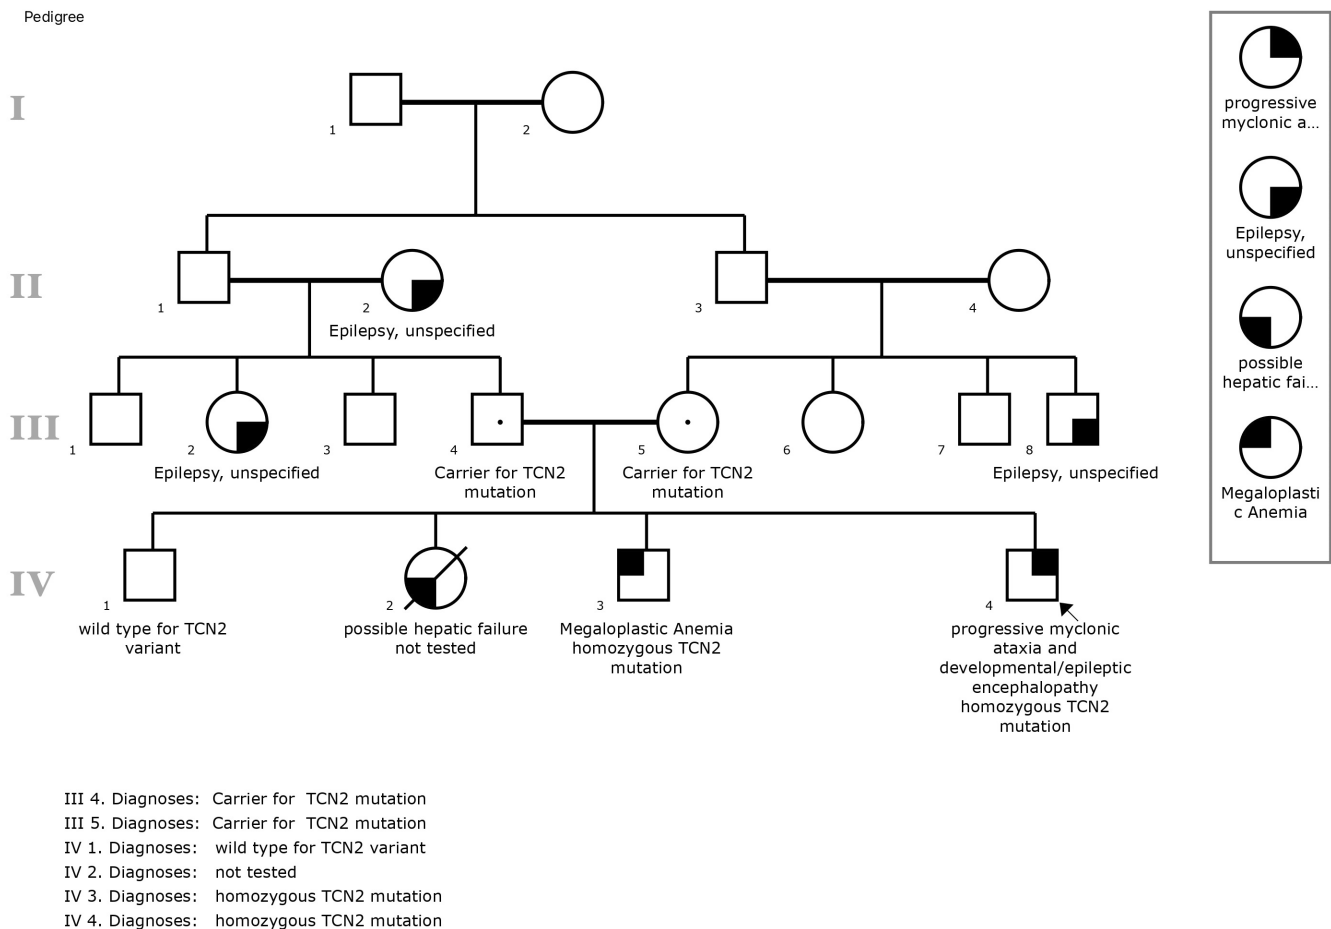 Pedigree
I
1
2
II
1
2
3
4
Epilepsy, unspecified
III
1
2
3
4
5
6
7
8
Epilepsy, unspecified
Carrier for TCN2
mutation
Carrier for TCN2
mutation
Epilepsy, unspecified
IV
1
2
3
4
wild type for TCN2
variant
possible hepatic failure
not tested
Megaloplastic Anemia
homozygous TCN2
mutation
progressive myclonic
ataxia and
developmental/epileptic
encephalopathy
homozygous TCN2
mutation
progressive
myclonic a...
Epilepsy,
unspecified
possible
hepatic fai...
Megaloplasti
c Anemia
III 4. Diagnoses: Carrier for TCN2 mutation
III 5. Diagnoses: Carrier for TCN2 mutation
IV 1. Diagnoses: wild type for TCN2 variant
IV 2. Diagnoses: not tested
IV 3. Diagnoses: homozygous TCN2 mutation
IV 4. Diagnoses: homozygous TCN2 mutation